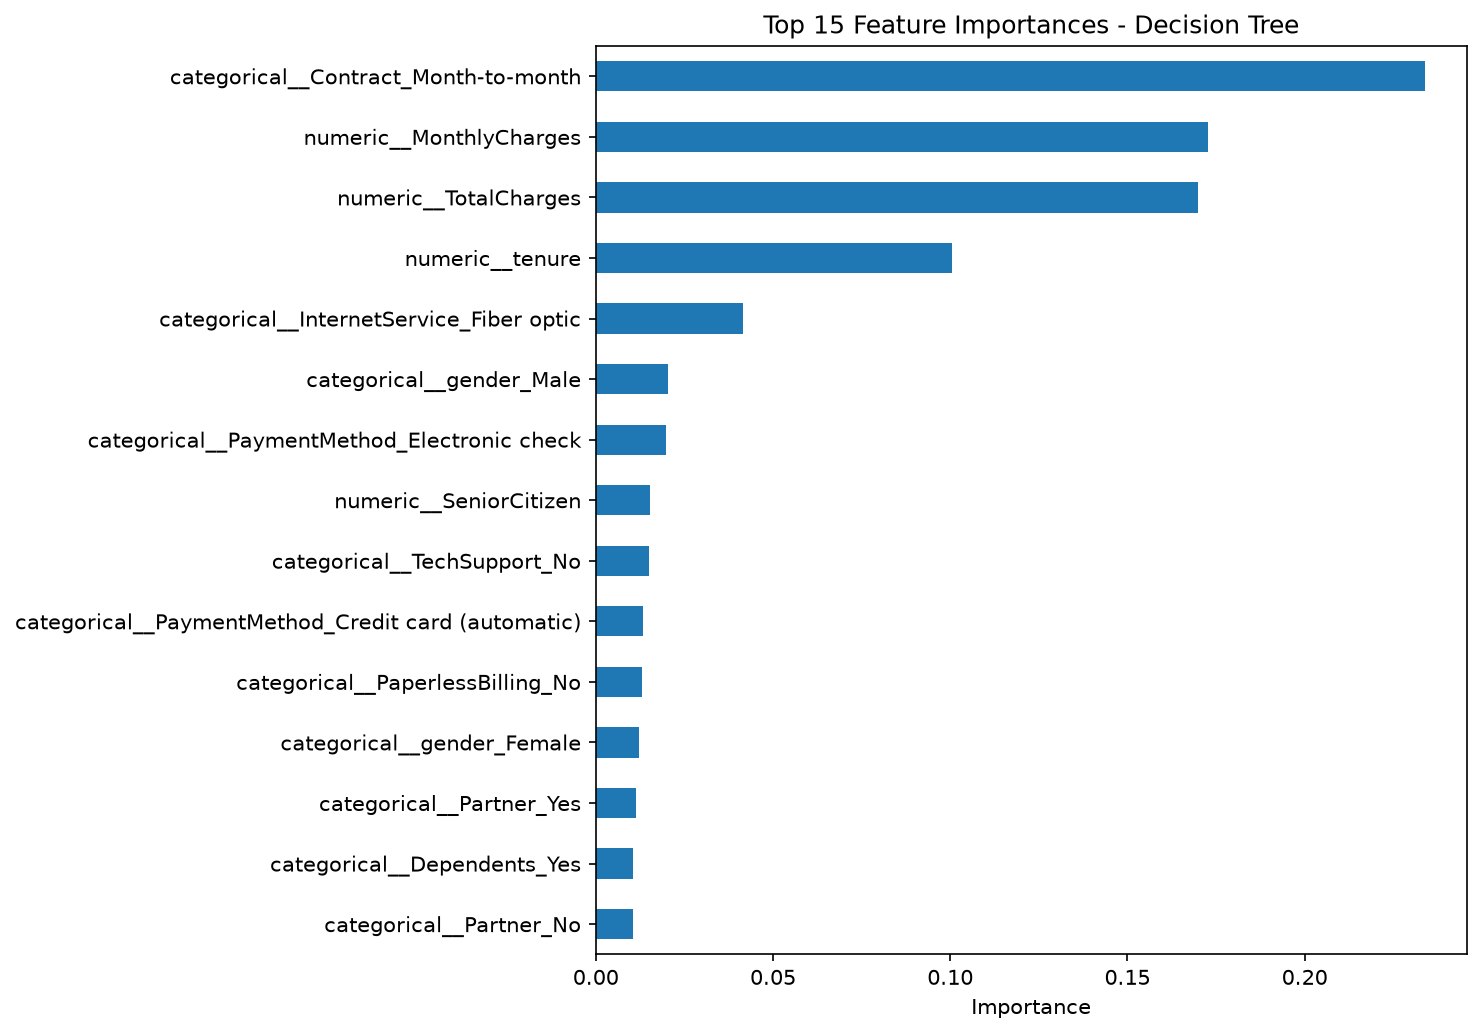 Top 15 Feature Importances - Decision Tree
categorical__Contract_Month-to-month
numeric__MonthlyCharges
numeric__TotalCharges
numeric__tenure
categorical__InternetService_Fiber optic
categorical__gender_Male
categorical__PaymentMethod_Electronic check
numeric__SeniorCitizen
categorical__TechSupport_No
categorical__PaymentMethod_Credit card (automatic)
categorical__PaperlessBilling_No
categorical__gender_Female
categorical__Partner_Yes
categorical__Dependents_Yes
categorical__Partner_No
0.00 0.05 0.10 0.15 0.20
Importance